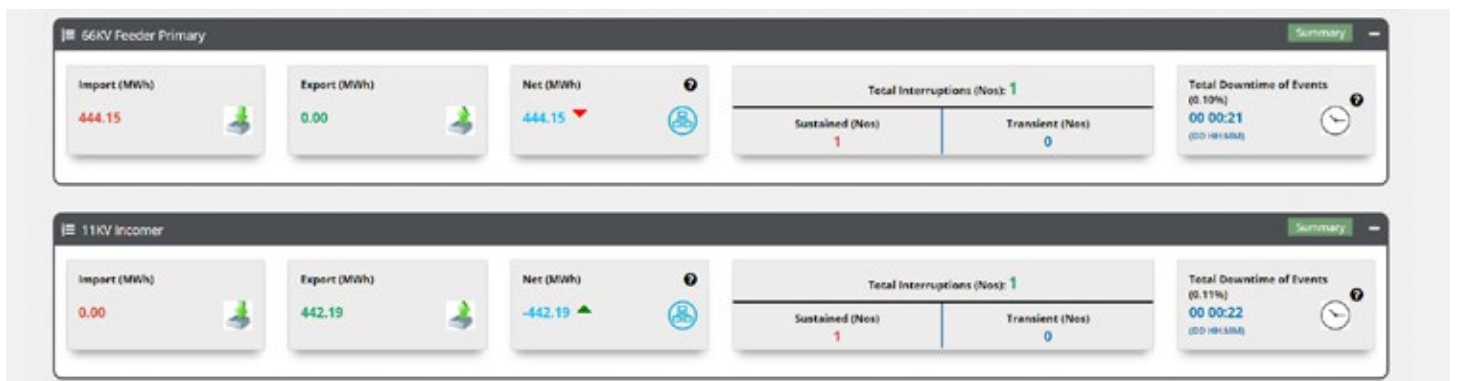 66KV Feeder Primary
Summary
Import (MWh)
444.15
Export (MWh)
0.00
Net (MWh)
444.15
Total Interruptions (Nos): 1
Sustained (Nos)
1
Transient (Nos)
0
Total Downtime of Events
(0.10%)
00 00:21
(DD HH:MM)
11KV Incomer
Summary
Import (MWh)
0.00
Export (MWh)
442.19
Net (MWh)
-442.19
Total Interruptions (Nos): 1
Sustained (Nos)
1
Transient (Nos)
0
Total Downtime of Events
(0.11%)
00 00:22
(DD HH:MM)